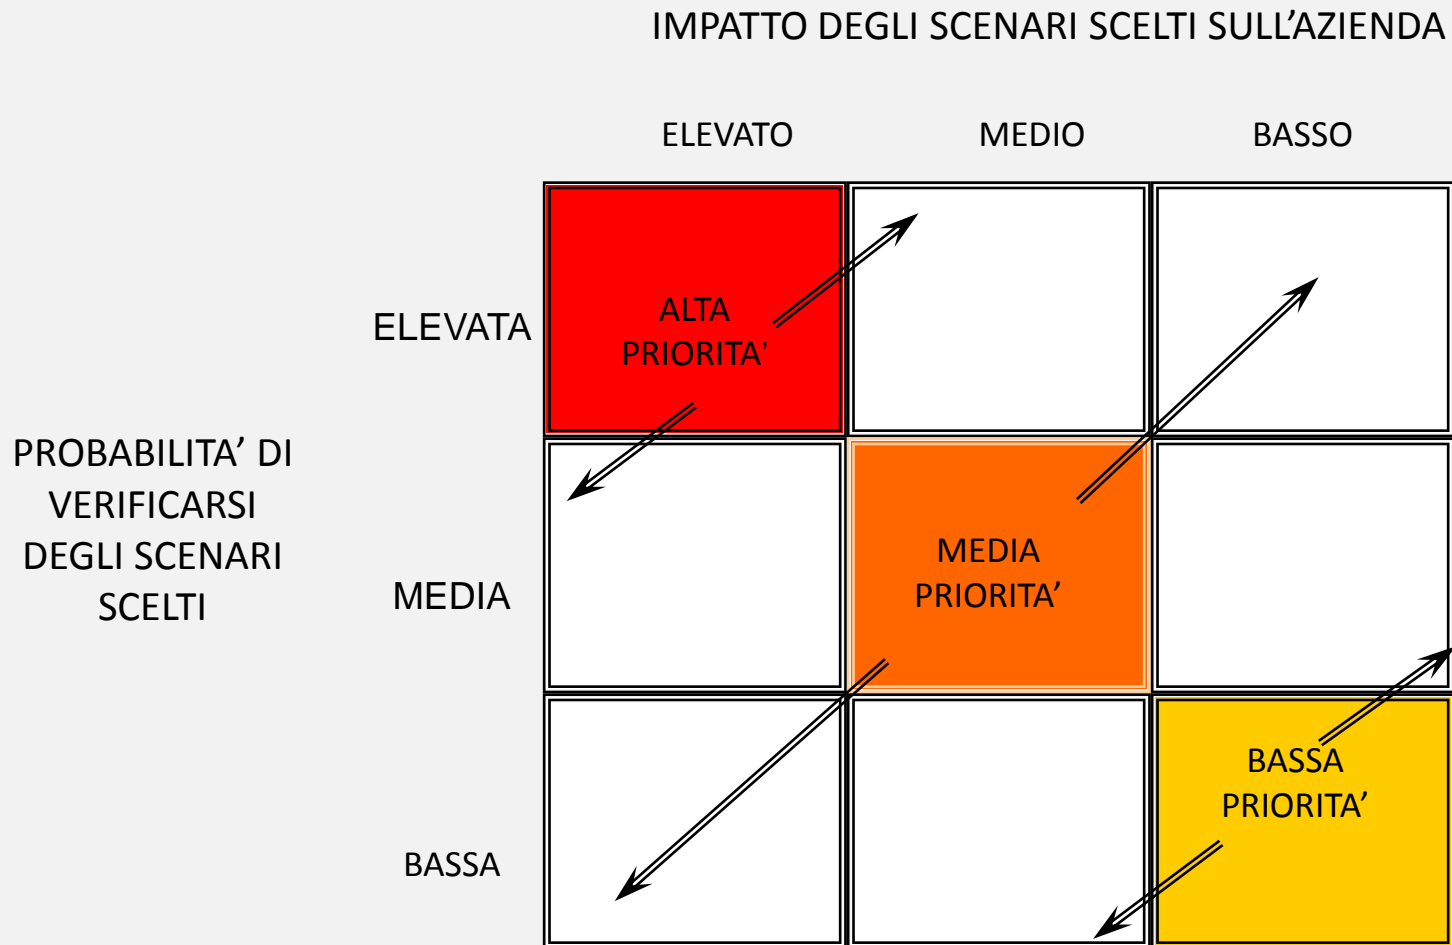 IMPATTO DEGLI SCENARI SCELTI SULL’AZIENDA
ELEVATO
MEDIO
BASSO
ELEVATA
ALTA
PRIORITA’
PROBABILITA’ DI
VERIFICARSI
DEGLI SCENARI
SCELTI
MEDIA
MEDIA
PRIORITA’
BASSA
BASSA
PRIORITA’